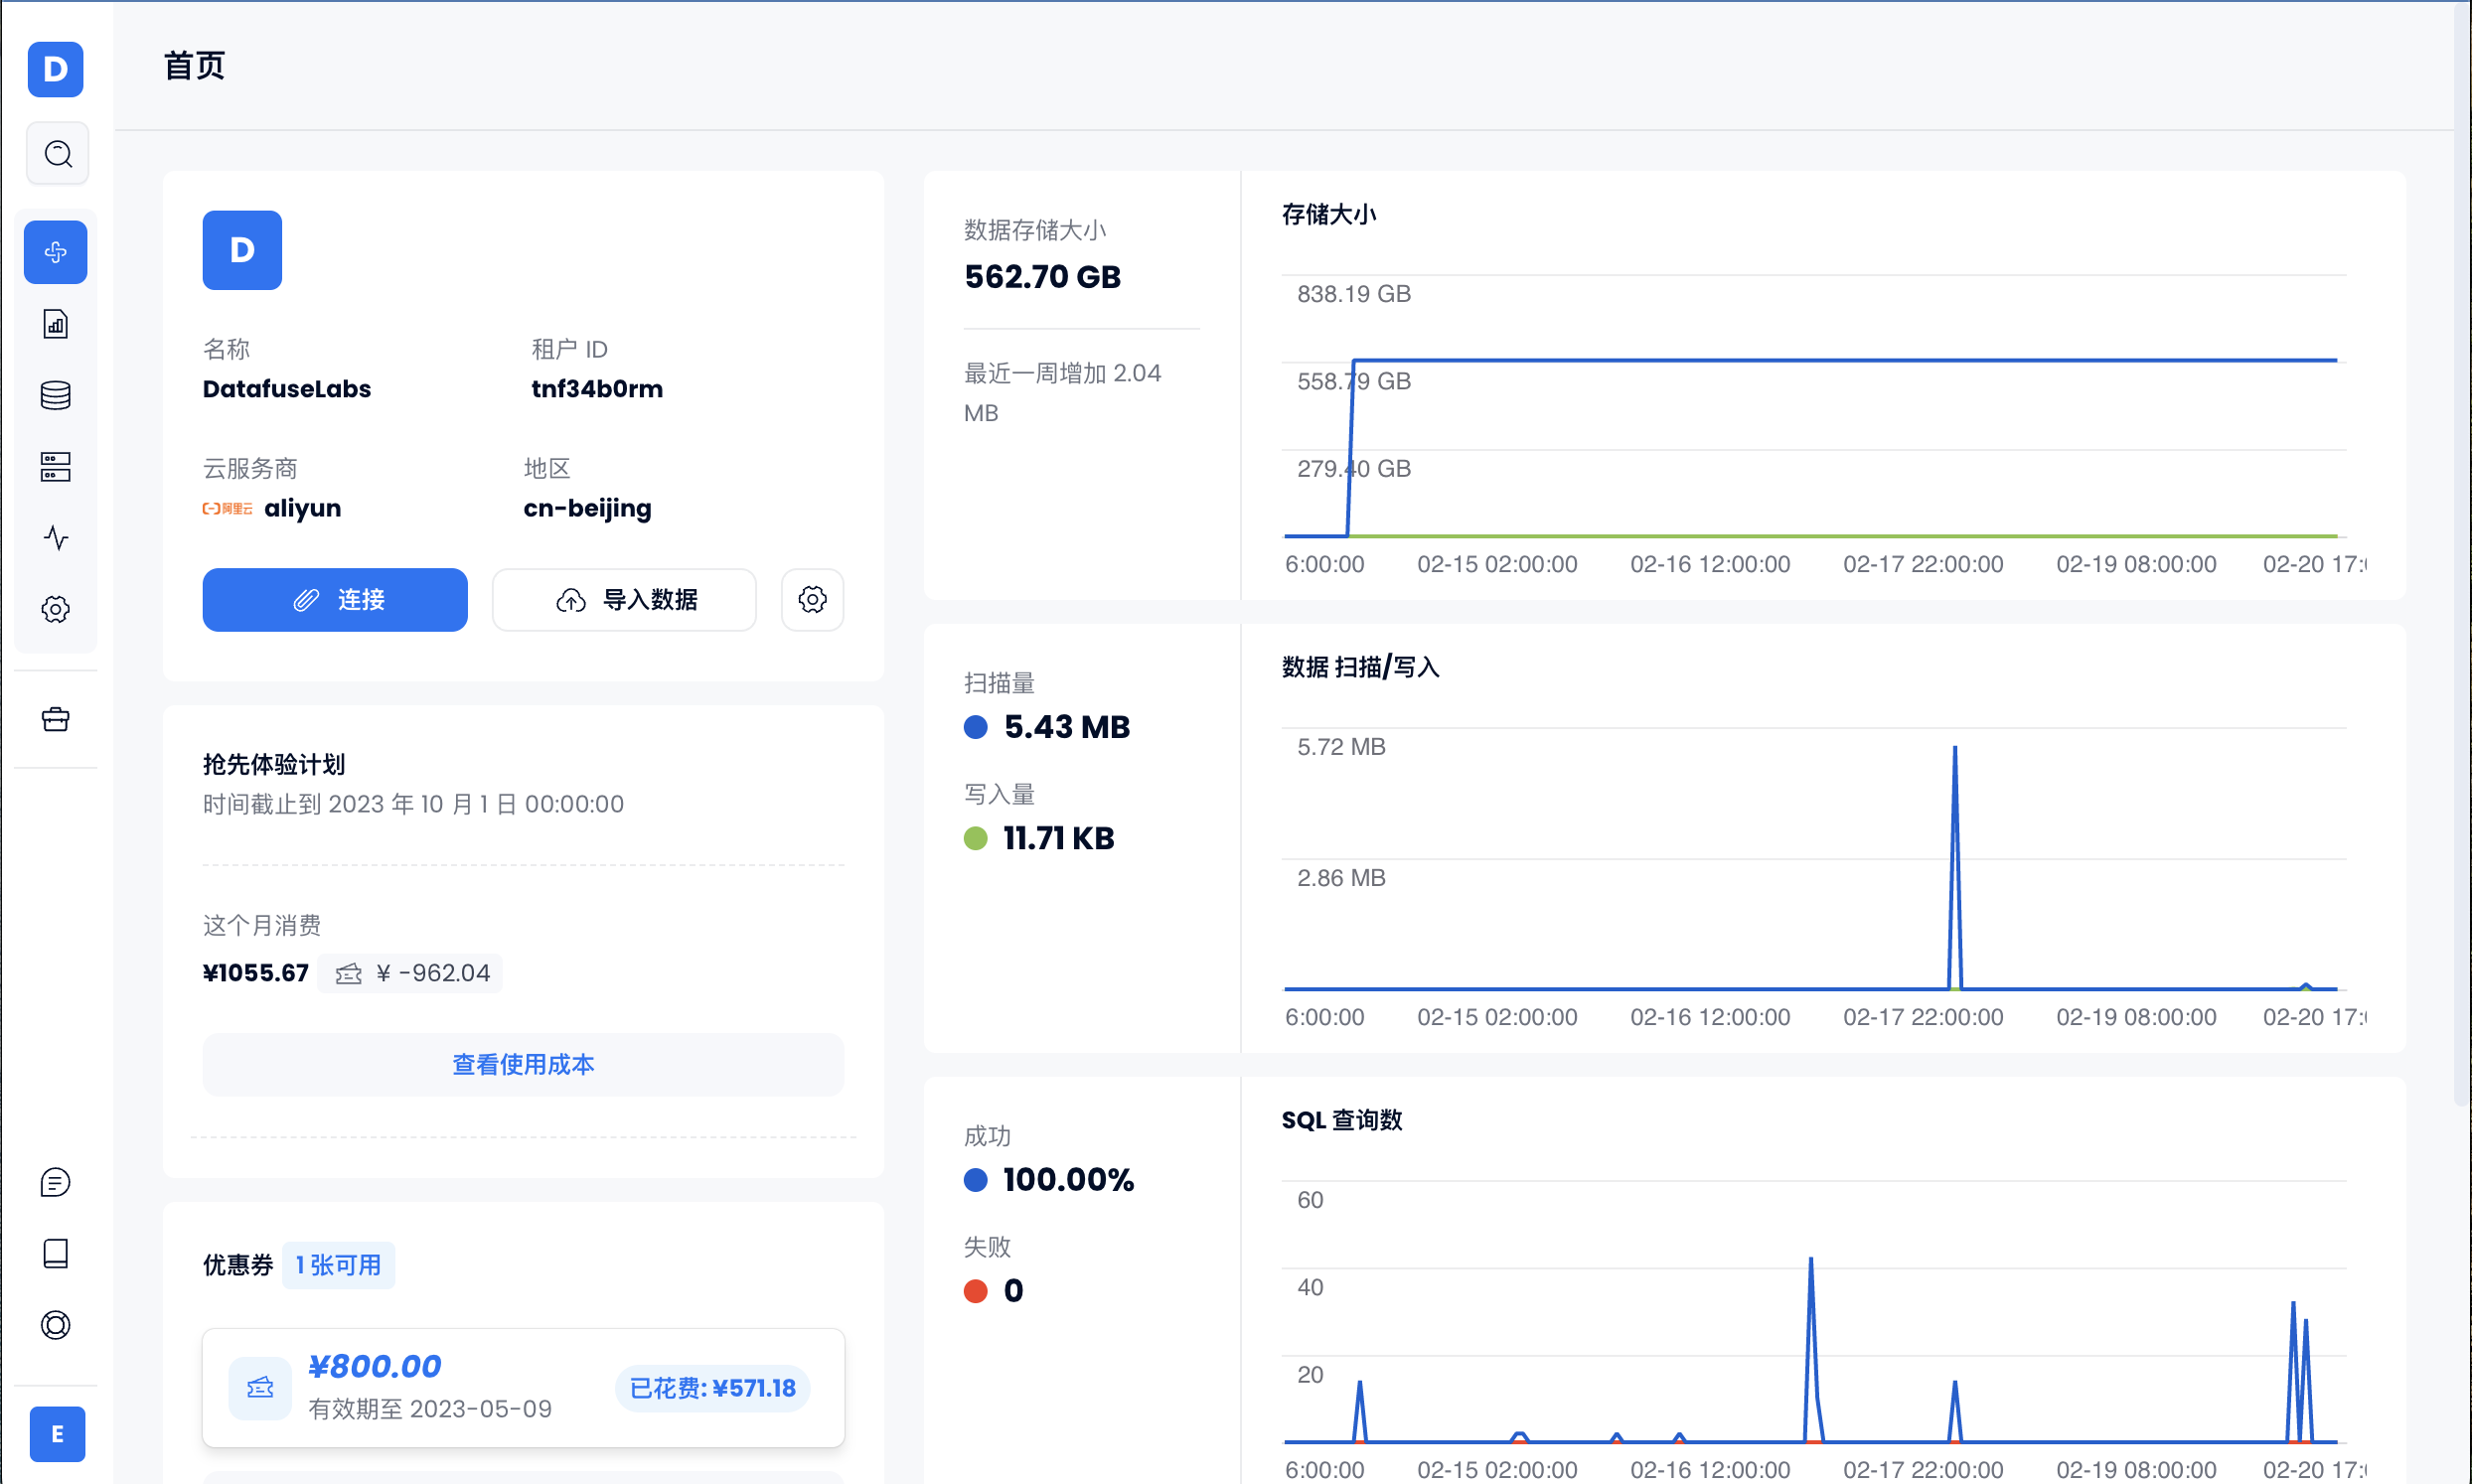 D
首页
D
名称
租户 ID
DatafuseLabs
tnf34b0rm
云服务商
地区
阿里云 aliyun
cn-beijing
连接
导入数据
抢先体验计划
时间截止到 2023 年 10 月 1 日 00:00:00
这个月消费
¥1055.67 ¥ -962.04
查看使用成本
优惠券 1 张可用
¥800.00
有效期至 2023-05-09
已花费: ¥571.18
E
数据存储大小
562.70 GB
最近一周增加 2.04
MB
存储大小
838.19 GB
558.79 GB
279.40 GB
6:00:00 02-15 02:00:00 02-16 12:00:00 02-17 22:00:00 02-19 08:00:00 02-20 17:
扫描量
5.43 MB
写入量
11.71 KB
数据 扫描/写入
5.72 MB
2.86 MB
6:00:00 02-15 02:00:00 02-16 12:00:00 02-17 22:00:00 02-19 08:00:00 02-20 17:
成功
100.00%
失败
0
SQL 查询数
60
40
20
6:00:00 02-15 02:00:00 02-16 12:00:00 02-17 22:00:00 02-19 08:00:00 02-20 17: